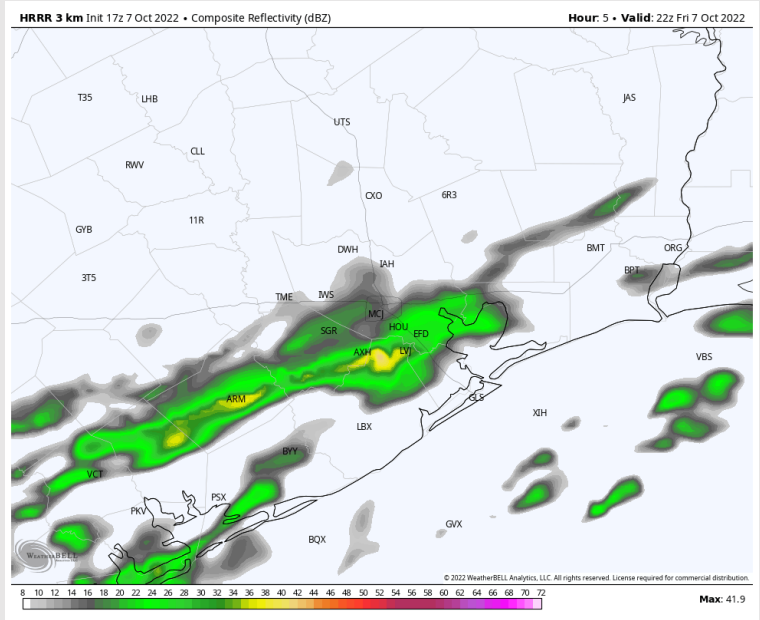 HRRR 3 km Init 17z 7 Oct 2022 • Composite Reflectivity (dBZ) Hour: 5 • Valid: 22z Fri 7 Oct 2022
T35 LHB JAS
UTS
CLL
RWV
CXO 6R3
11R
GYB
DWH BMT ORG
IAH
3T5 BPT
TME IWS
MCJ
SGR HOU EFD
AXH LVJ
VBS
ARM GLS
XIH
LBX
BYY
VCT
PSX
PKV
GVX
BQX
WeatherBELL
© 2022 WeatherBELL Analytics, LLC. All rights reserved. License required for commercial distribution.
8 10 12 14 16 18 20 22 24 26 28 30 32 34 36 38 40 42 44 46 48 50 52 54 56 58 60 62 64 66 68 70 72 Max: 41.9